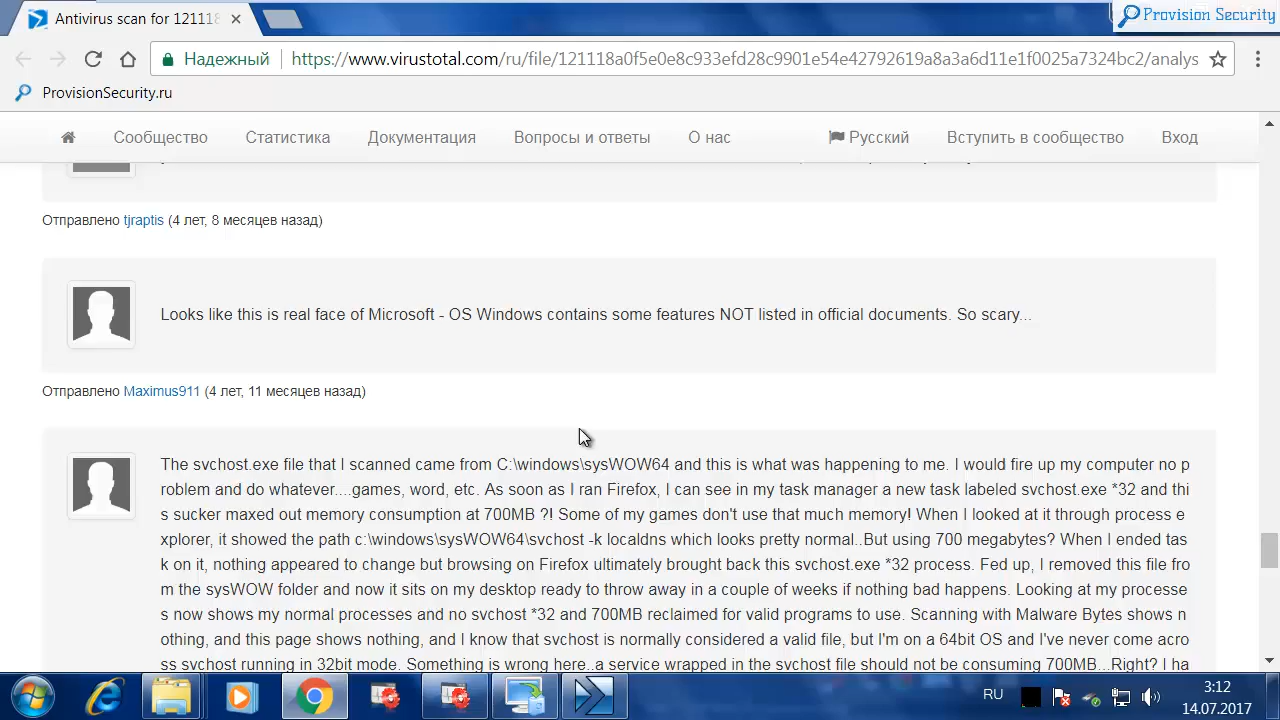 Antivirus scan for 121118
Provision Security
Надежный
https://www.virustotal.com/ru/file/121118a0f5e0e8c933efd28c9901e54e42792619a8a3a6d11e1f0025a7324bc2/analys
ProvisionSecurity.ru
Сообщество Статистика Документация Вопросы и ответы О нас Русский Вступить в сообщество Вход
Отправлено tjraptis (4 лет, 8 месяцев назад)
Looks like this is real face of Microsoft - OS Windows contains some features NOT listed in official documents. So scary...
Отправлено Maximus911 (4 лет, 11 месяцев назад)
The svchost.exe file that I scanned came from C:\windows\sysWOW64 and this is what was happening to me. I would fire up my computer no p
roblem and do whatever....games, word, etc. As soon as I ran Firefox, I can see in my task manager a new task labeled svchost.exe *32 and thi
s sucker maxed out memory consumption at 700MB ?! Some of my games don't use that much memory! When I looked at it through process e
xplorer, it showed the path c:\windows\sysWOW64\svchost -k localdns which looks pretty normal..But using 700 megabytes? When I ended tas
k on it, nothing appeared to change but browsing on Firefox ultimately brought back this svchost.exe *32 process. Fed up, I removed this file fro
m the sysWOW folder and now it sits on my desktop ready to throw away in a couple of weeks if nothing bad happens. Looking at my processe
s now shows my normal processes and no svchost *32 and 700MB reclaimed for valid programs to use. Scanning with Malware Bytes shows n
othing, and this page shows nothing, and I know that svchost is normally considered a valid file, but I'm on a 64bit OS and I've never come acro
ss svchost running in 32bit mode. Something is wrong here..a service wrapped in the svchost file should not be consuming 700MB...Right? I ha
RU
3:12
14.07.2017